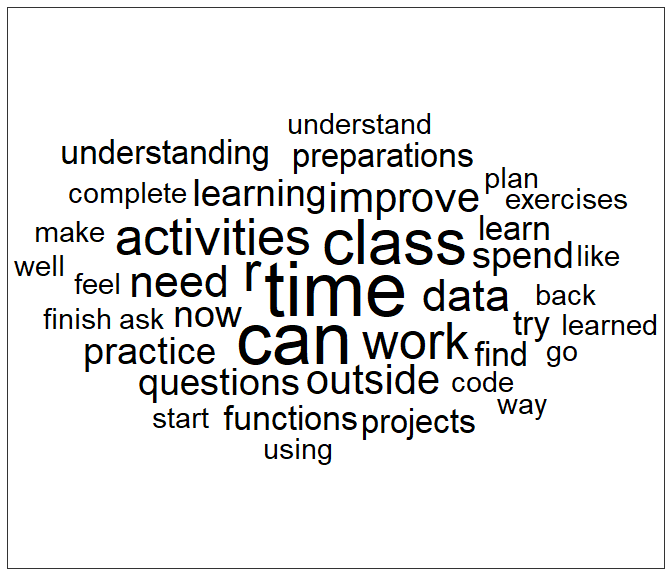 understand
understanding preparations
plan
complete learning improve exercises
make activities class learn
well feel need r time spend like
data back
finish ask now can work try learned
practice find go
questions outside code
way
start functions projects
using